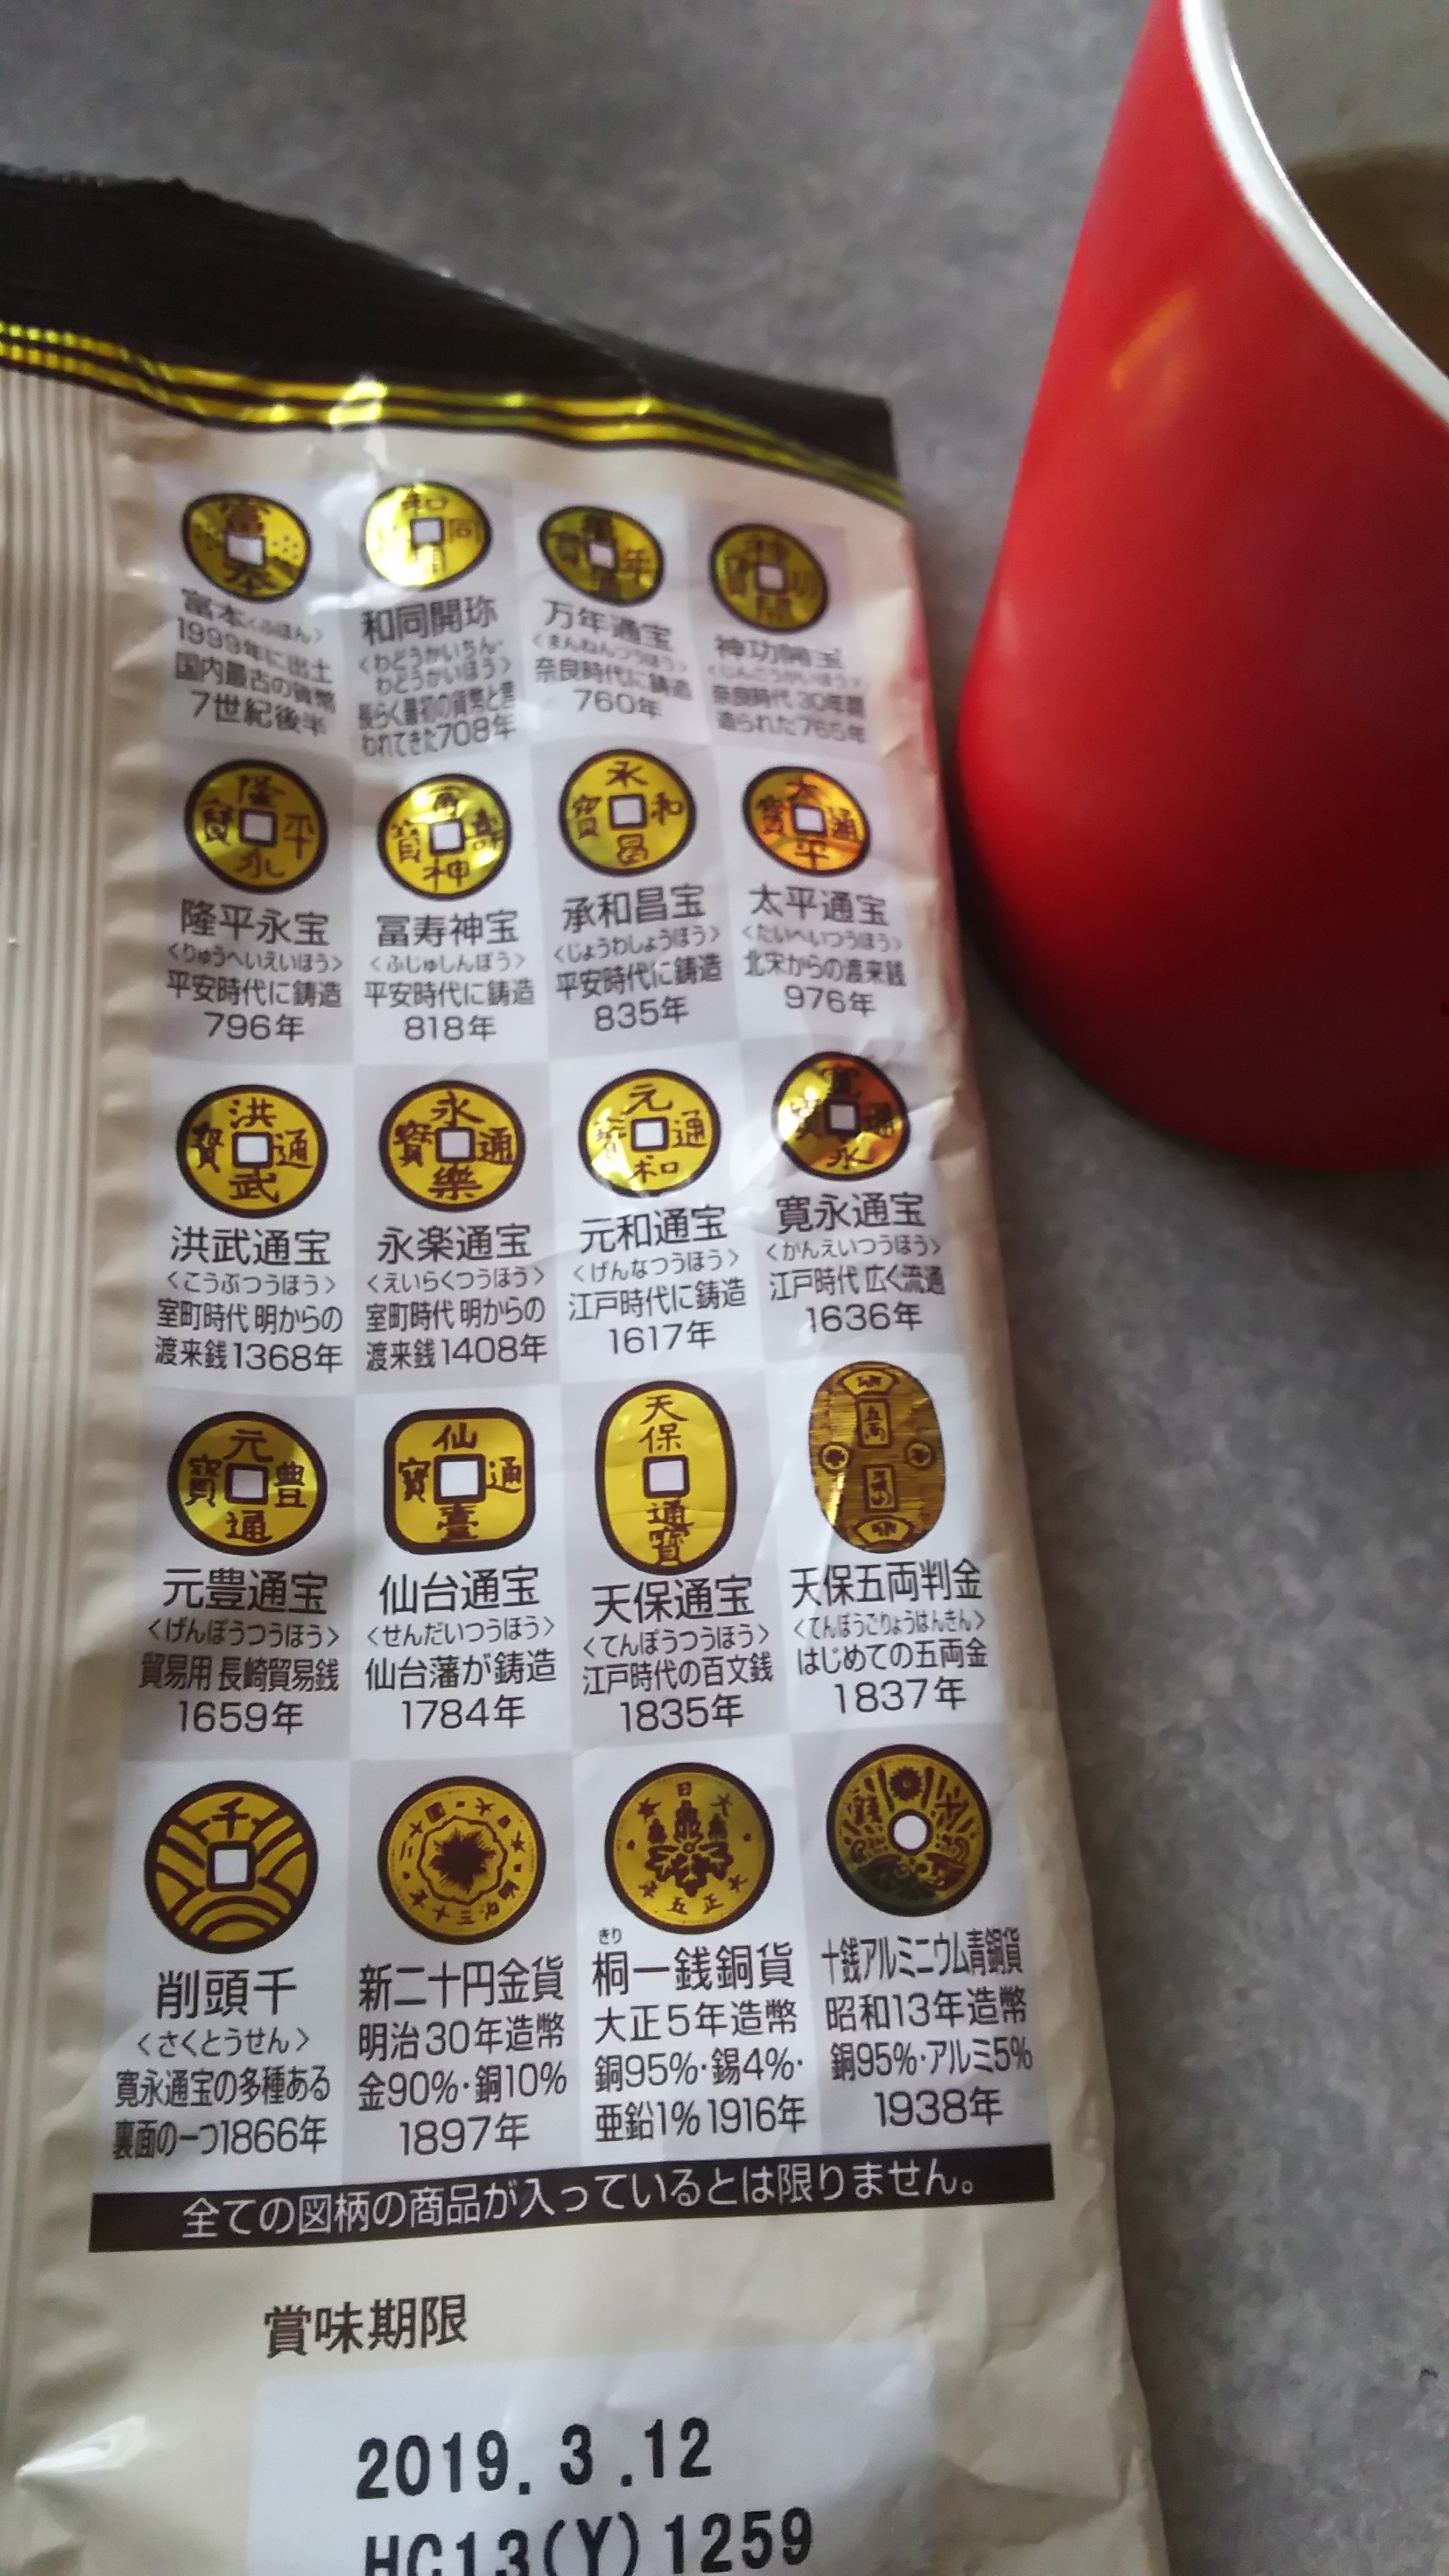 富本<ふほん>
1999年に出土
国内最古の貨幣
7世紀後半
和同開珎
<わどうかいちん・
わどうかいほう>
長らく最初の貨幣と言
われてきた708年
万年通宝
<まんねんつうほう>
奈良時代に鋳造
760年
神功開宝
<じんこうかいほう>
奈良時代 30年間
造られた765年
隆平永宝
<りゅうへいえいほう>
平安時代に鋳造
796年
富寿神宝
<ふじゅしんぽう>
平安時代に鋳造
818年
承和昌宝
<じょうわしょうほう>
平安時代に鋳造
835年
太平通宝
<たいへいつうほう>
北宋からの渡来銭
976年
洪武通宝
<こうぶつうほう>
室町時代 明からの
渡来銭1368年
永楽通宝
<えいらくつうほう>
室町時代 明からの
渡来銭1408年
元和通宝
<げんなつうほう>
江戸時代に鋳造
1617年
寛永通宝
<かんえいつうほう>
江戸時代 広く流通
1636年
元豊通宝
<げんぽうつうほう>
貿易用 長崎貿易銭
1659年
仙台通宝
<せんだいつうほう>
仙台藩が鋳造
1784年
天保通宝
<てんぽうつうほう>
江戸時代の百文銭
1835年
天保五両判金
<てんぽうごりょうはんきん>
はじめての五両金
1837年
削頭千
<さくとうせん>
寛永通宝の多種ある
裏面の一つ1866年
新二十円金貨
明治30年造幣
金90%・銅10%
1897年
きり
桐一銭銅貨
大正5年造幣
銅95%・錫4%・
亜鉛1% 1916年
十銭アルミニウム青銅貨
昭和13年造幣
銅95%・アルミ5%
1938年
全ての図柄の商品が入っているとは限りません。
賞味期限
2019.3.12
HC13(Y)1259